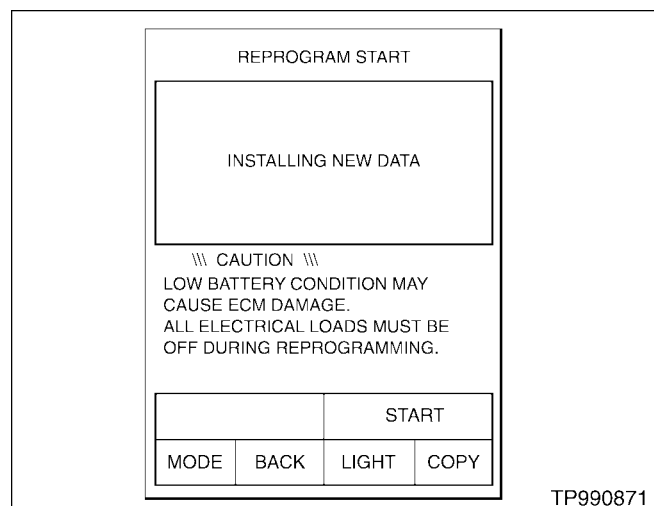 REPROGRAM START
INSTALLING NEW DATA
\\\ CAUTION \\\
LOW BATTERY CONDITION MAY
CAUSE ECM DAMAGE.
ALL ELECTRICAL LOADS MUST BE
OFF DURING REPROGRAMMING.
START
MODE BACK LIGHT COPY
TP990871